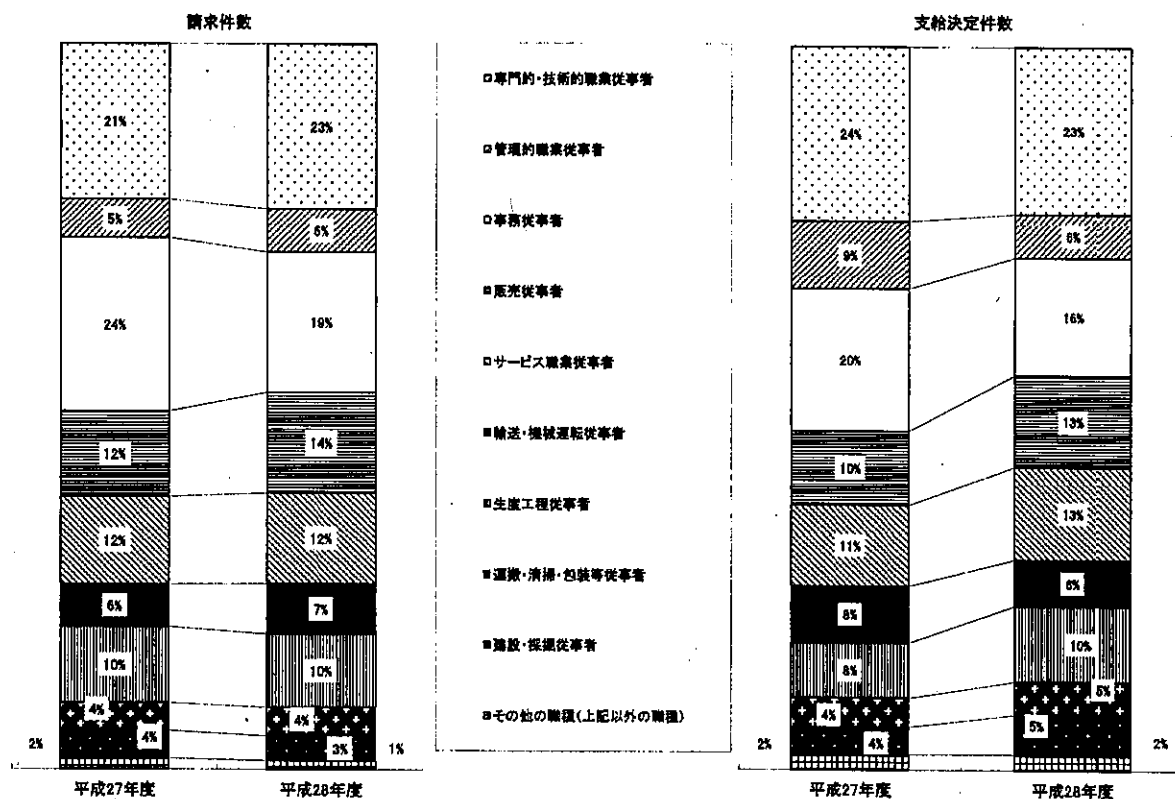 請求件数
21%
5%
24%
12%
12%
6%
10%
4%
4%
2%
平成27年度
23%
6%
19%
14%
12%
7%
10%
4%
3%
1%
平成28年度
専門的・技術的職業従事者
管理的職業従事者
事務従事者
販売従事者
サービス職業従事者
輸送・機械運転従事者
生産工程従事者
運搬・清掃・包装等従事者
建設・採掘従事者
その他の職種(上記以外の職種)
支給決定件数
24%
9%
20%
10%
11%
8%
8%
4%
4%
2%
平成27年度
23%
6%
16%
13%
13%
6%
10%
5%
5%
2%
平成28年度